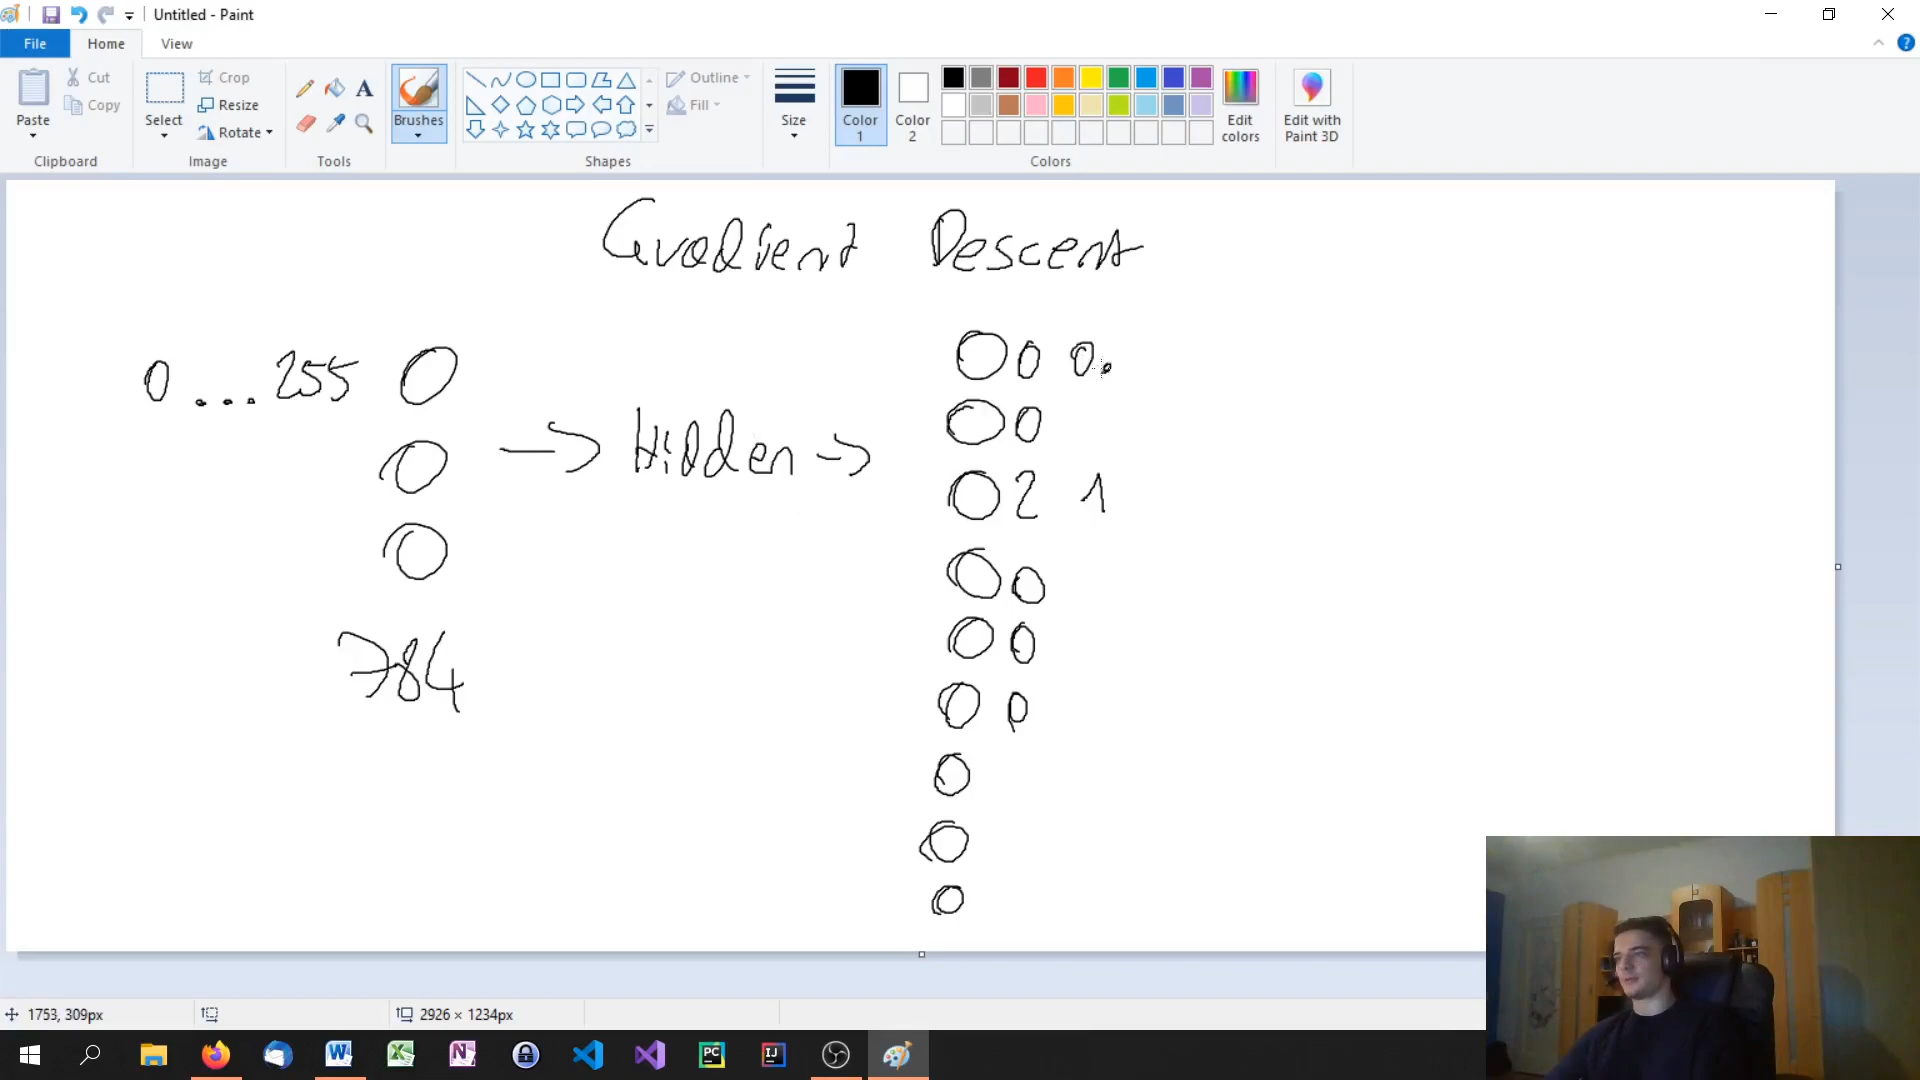 Untitled - Paint
File Home View
Paste
Cut
Copy
Clipboard
Select
Crop
Resize
Rotate
Image
A
Tools
Brushes
Shapes
Outline
Fill
Size
Color 1
Color 2
Edit colors
Colors
Edit with Paint 3D
Gradient Descent
0 ... 255
784
Hidden
0 0.
0
2 1
0
0
0
1753, 309px
2926 × 1234px
W X N PC IJ